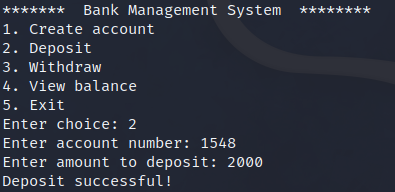 *******  Bank Management System  ********
1. Create account
2. Deposit
3. Withdraw
4. View balance
5. Exit
Enter choice: 2
Enter account number: 1548
Enter amount to deposit: 2000
Deposit successful!